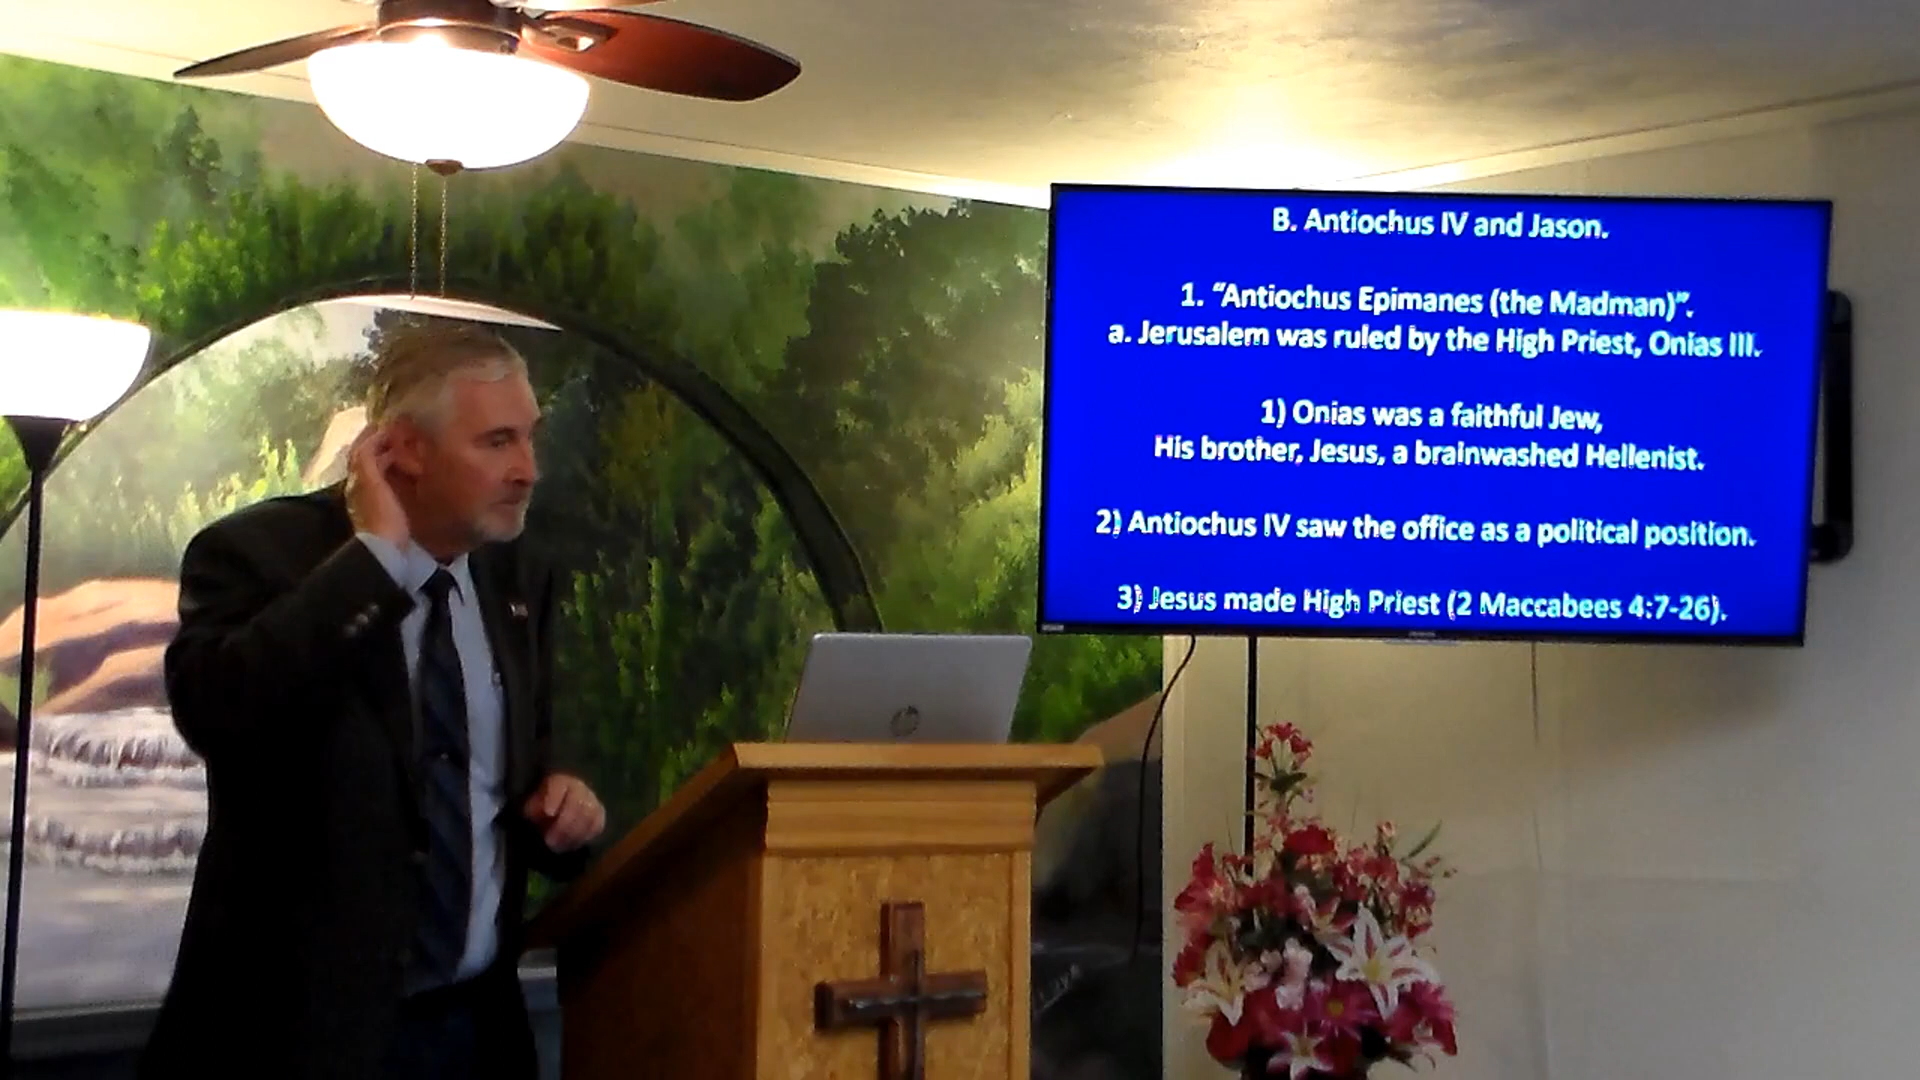 B. Antiochus IV and Jason.
1. “Antiochus Epimanes (the Madman)”.
a. Jerusalem was ruled by the High Priest, Onias III.
1) Onias was a faithful Jew,
His brother, Jesus, a brainwashed Hellenist.
2) Antiochus IV saw the office as a political position.
3) Jesus made High Priest (2 Maccabees 4:7-26).
hp